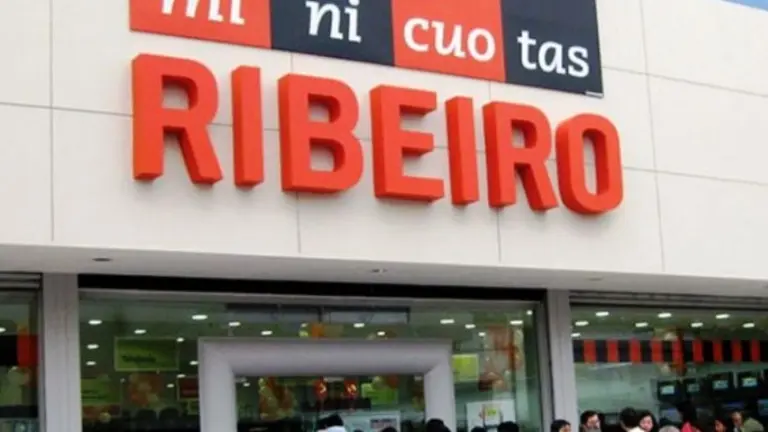 mi ni cuo tas
RIBEIRO